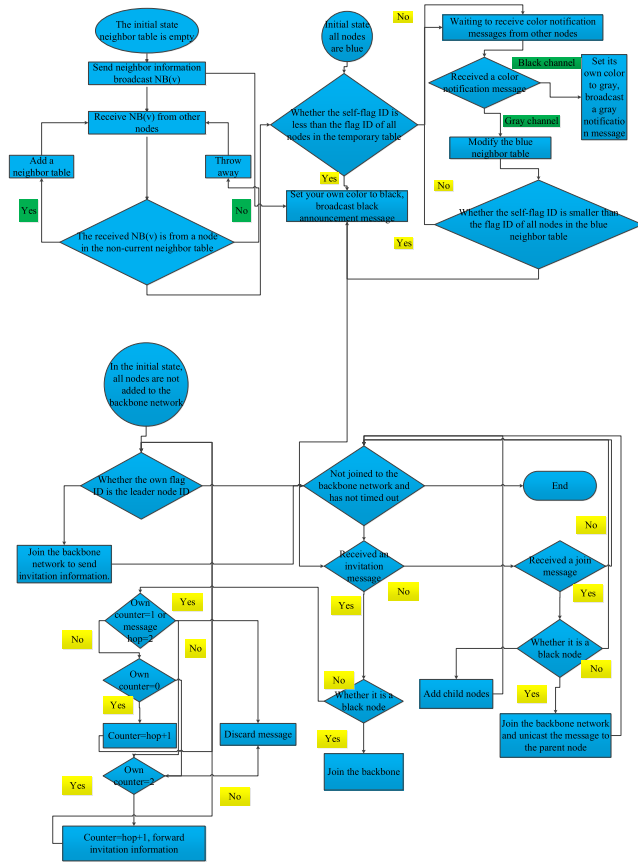 The initial state
neighbor table is empty
Send neighbor information
broadcast NB(v)
Receive NB(v) from other
nodes
Add a
neighbor table
Throw
away
Yes
No
The received NB(v) is from a node
in the non-current neighbor table
Initial state
all nodes
are blue
Whether the self-flag ID is
less than the flag ID of all
nodes in the temporary table
Yes
No
Set your own color to black,
broadcast black
announcement message
Waiting to receive color notification
messages from other nodes
Black channel
Received a color
notification message
Set its
own color
to gray,
broadcast
a gray
notificatio
n message
Gray channel
Modify the blue
neighbor table
No
Whether the self-flag ID is smaller than
the flag ID of all nodes in the blue
neighbor table
Yes
In the initial state,
all nodes are not
added to the
backbone network
Whether the own flag
ID is the leader node ID
Join the backbone
network to send
invitation information.
Not joined to the
backbone network and
has not timed out
End
Received an
invitation
message
No
Yes
Received a join
message
No
Yes
Whether it is a
black node
No
Yes
Add child nodes
Join the backbone network
and unicast the message to
the parent node
No
Whether it is a
black node
Yes
Join the backbone
Own
counter=1 or
message
hop=2
Yes
No
No
Own
counter=0
Yes
Counter=hop+1
Discard message
Own
counter=2
Yes
No
Counter=hop+1, forward
invitation information